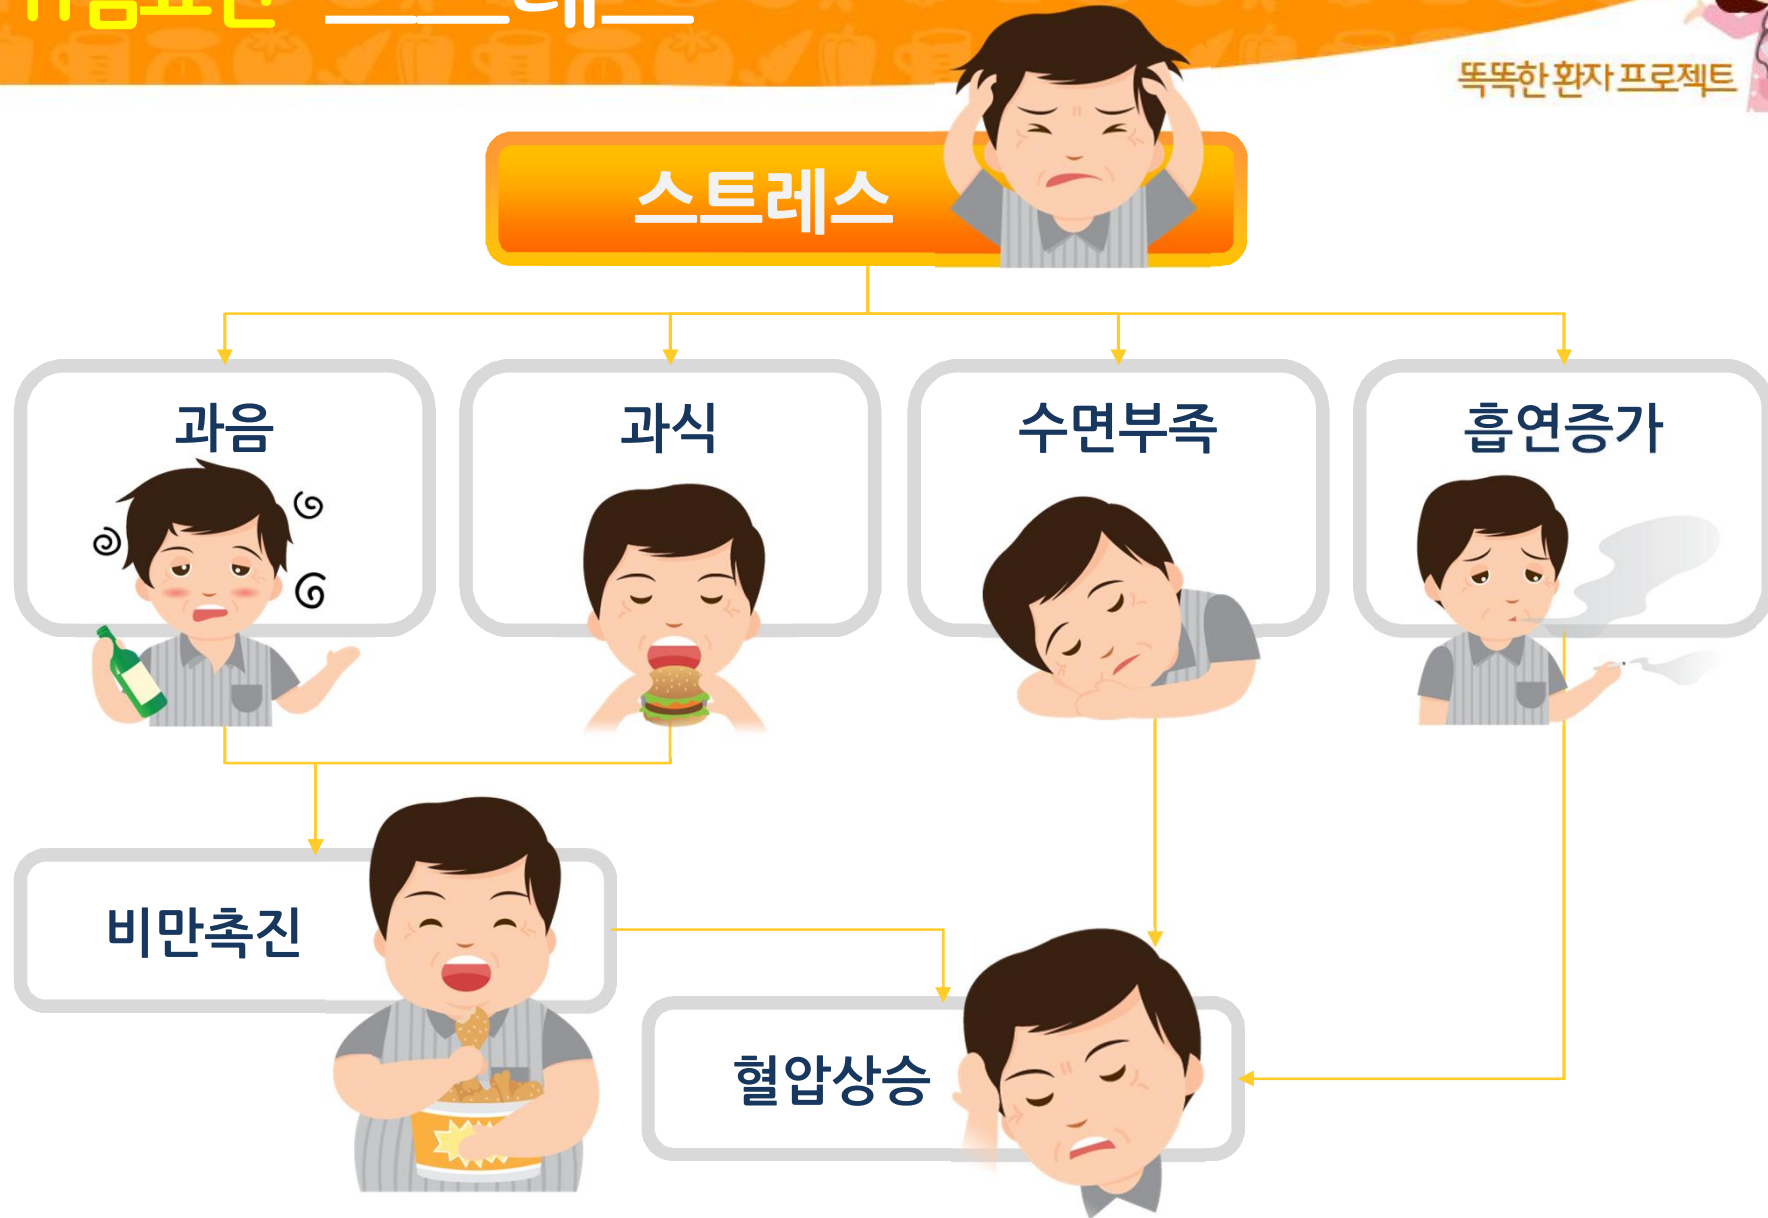 똑똑한 환자 프로젝트
스트레스
과음
과식
수면부족
흡연증가
비만촉진
혈압상승